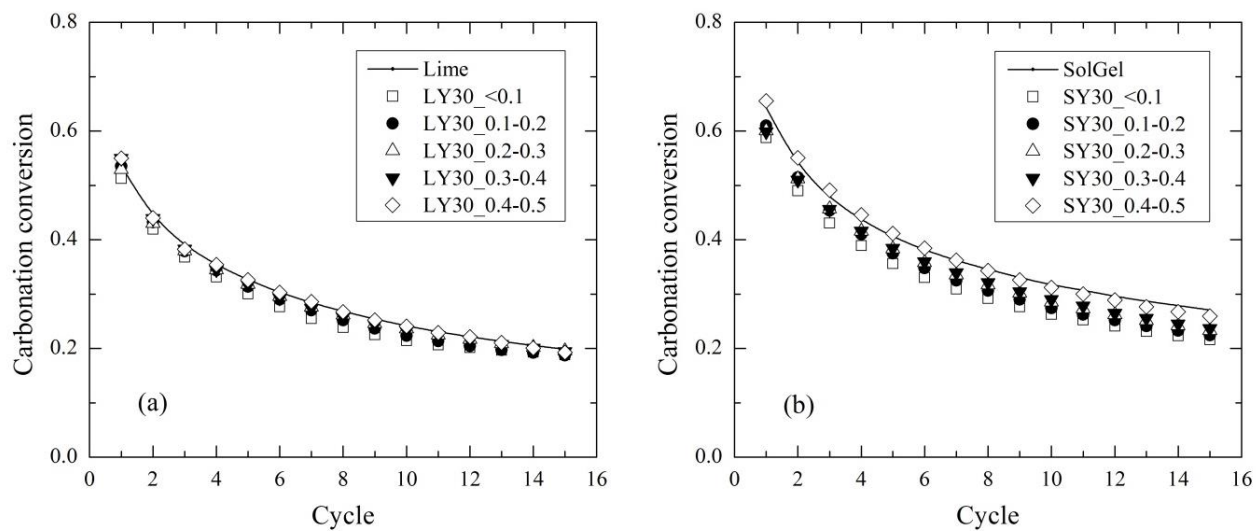 0.8
0.6
0.4
0.2
0.0
Carbonation conversion
Lime
LY30_<0.1
LY30_0.1-0.2
LY30_0.2-0.3
LY30_0.3-0.4
LY30_0.4-0.5
(a)
0 2 4 6 8 10 12 14 16
Cycle
0.8
0.6
0.4
0.2
0.0
Carbonation conversion
SolGel
SY30_<0.1
SY30_0.1-0.2
SY30_0.2-0.3
SY30_0.3-0.4
SY30_0.4-0.5
(b)
0 2 4 6 8 10 12 14 16
Cycle